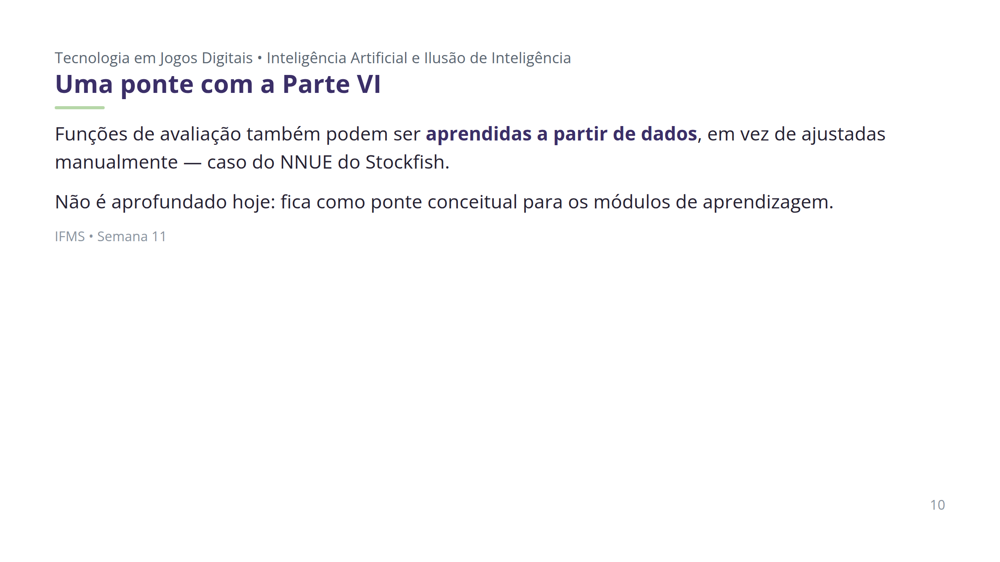 Tecnologia em Jogos Digitais • Inteligência Artificial e Ilusão de Inteligência
Uma ponte com a Parte VI
Funções de avaliação também podem ser aprendidas a partir de dados, em vez de ajustadas
manualmente — caso do NNUE do Stockfish.
Não é aprofundado hoje: fica como ponte conceitual para os módulos de aprendizagem.
IFMS • Semana 11
10